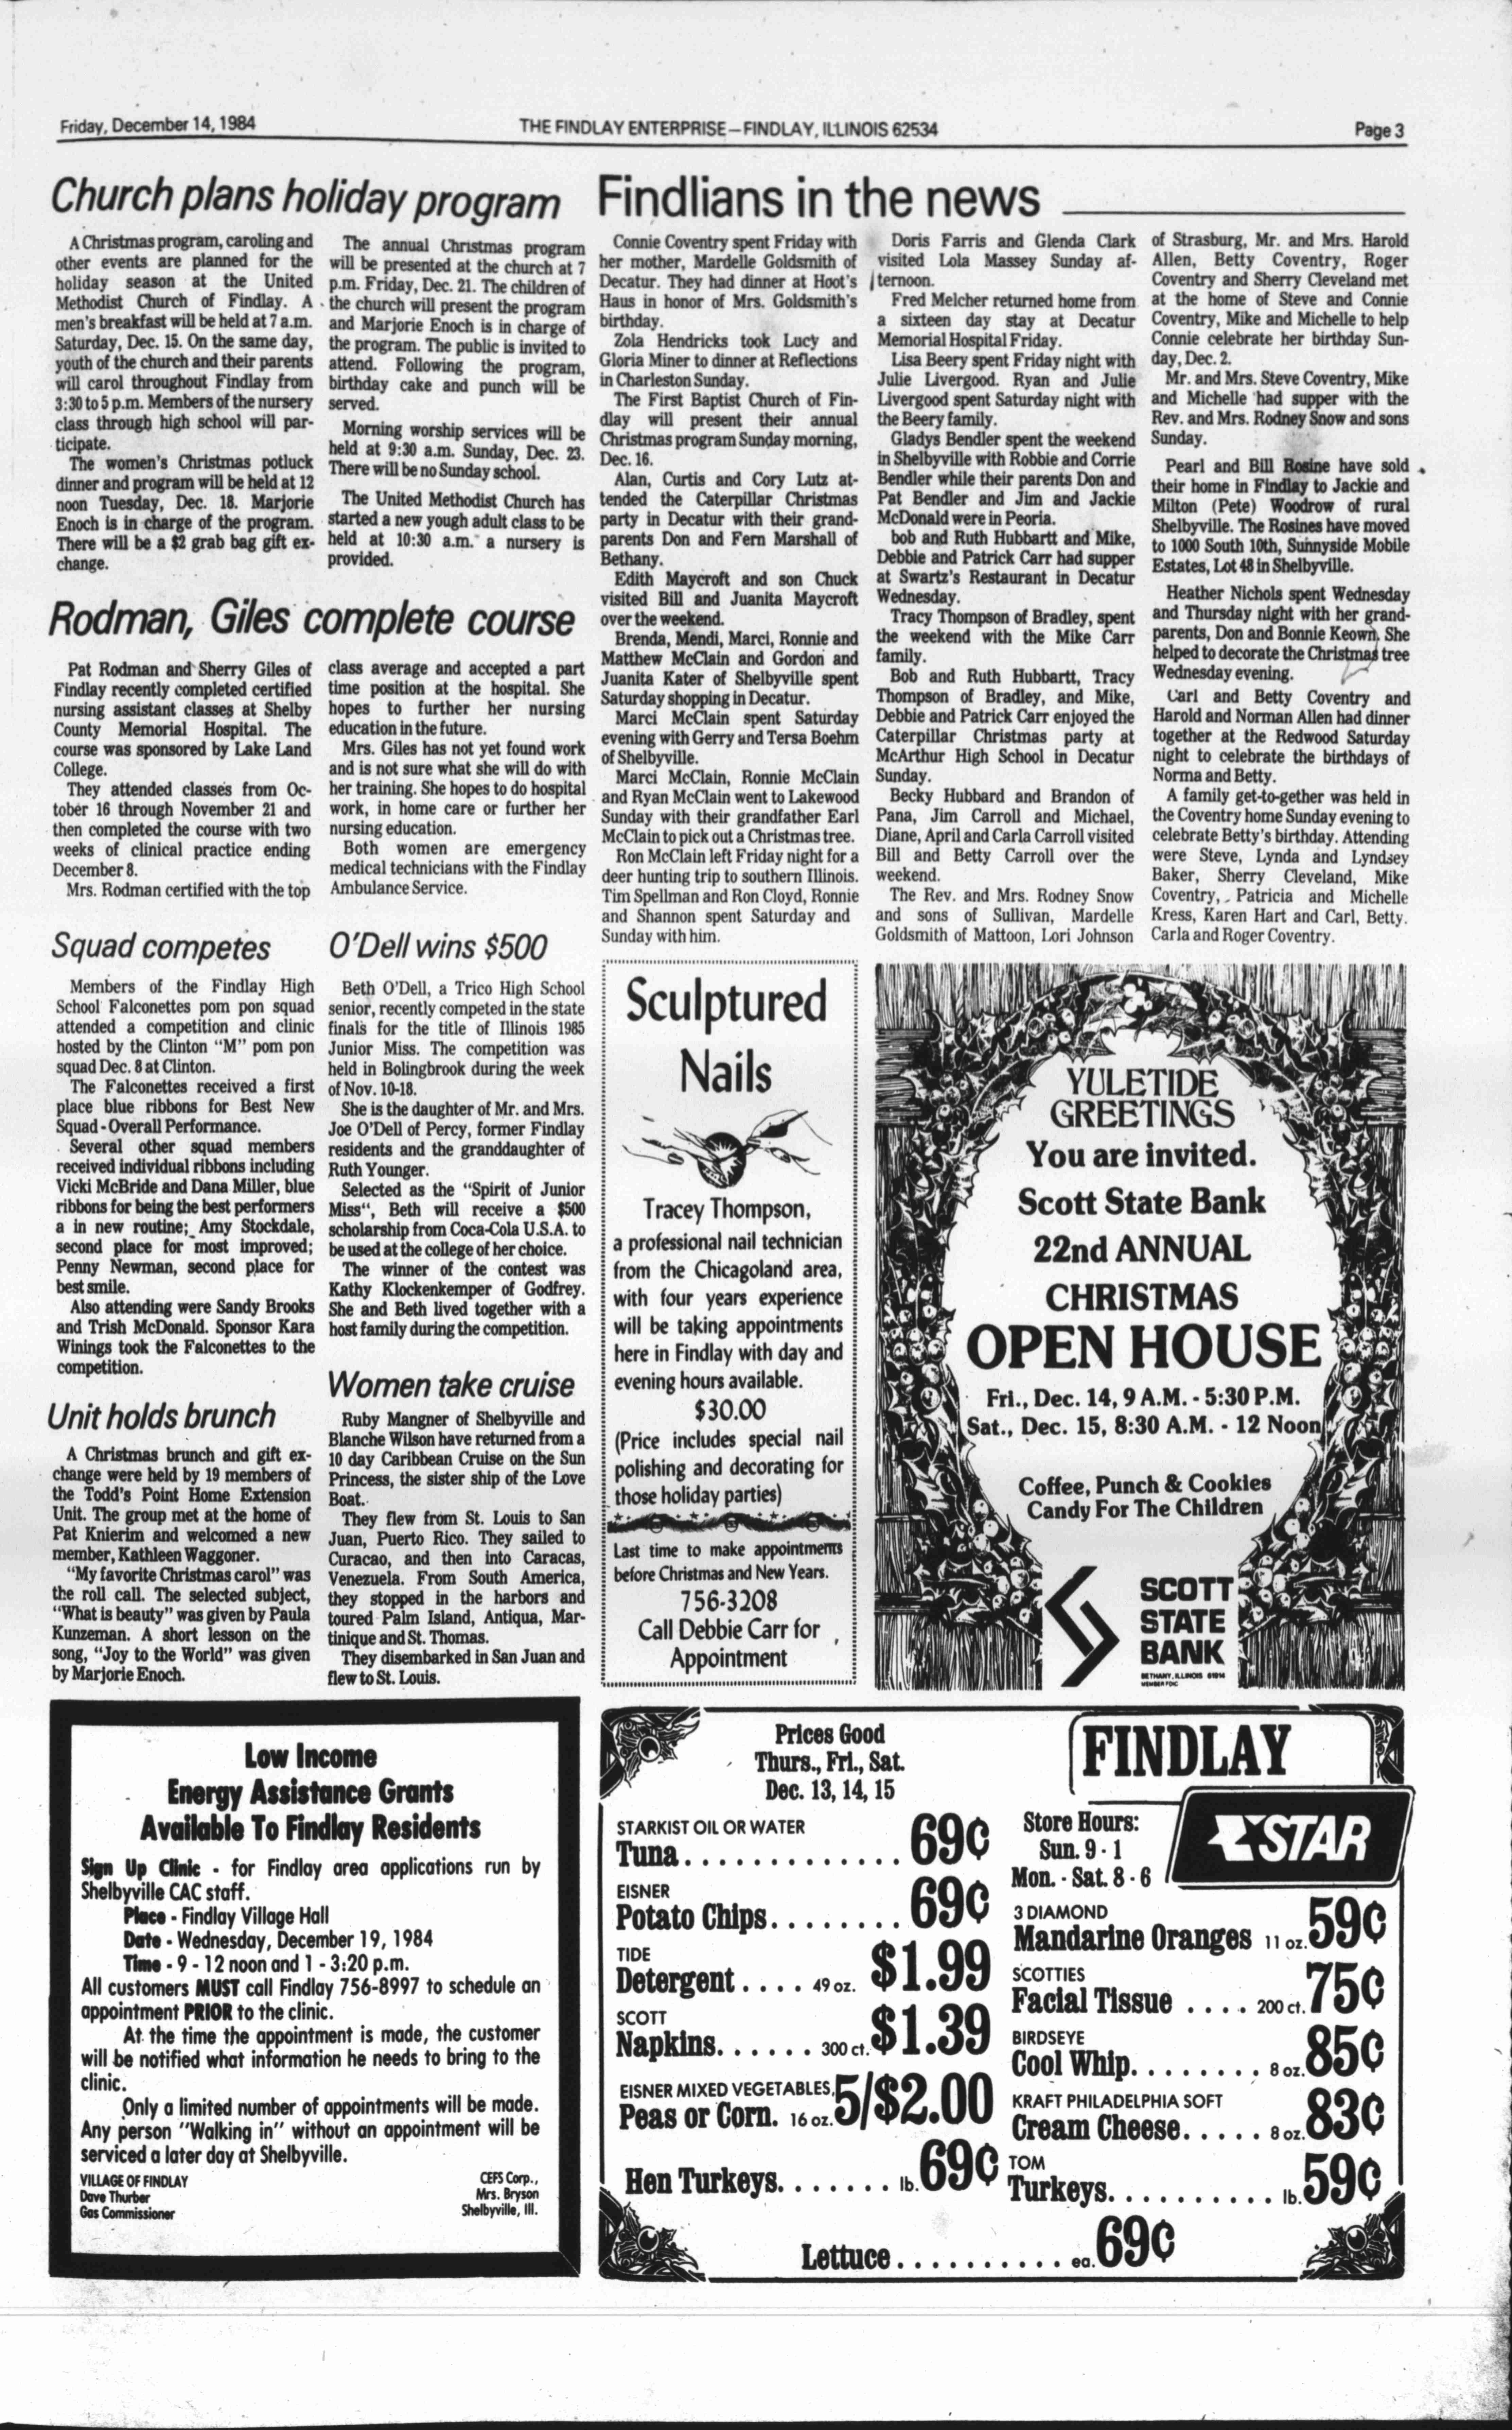 Friday, December 14, 1984
THE FINDLAY ENTERPRISE—FINDLAY, ILLINOIS 62534
Page 3
Church plans holiday program
A Christmas program, caroling and
other events are planned for the
holiday season at the United
Methodist Church of Findlay. A
men's breakfast will be held at 7 a.m.
Saturday, Dec. 15. On the same day,
youth of the church and their parents
will carol throughout Findlay from
3:30 to 5 p.m. Members of the nursery
class through high school will par-
ticipate.
The women's Christmas potluck
dinner and program will be held at 12
noon Tuesday, Dec. 18. Marjorie
Enoch is in charge of the program.
There will be a $2 grab bag gift ex-
change.
The annual Christmas program
will be presented at the church at 7
p.m. Friday, Dec. 21. The children of
the church will present the program
and Marjorie Enoch is in charge of
the program. The public is invited to
attend. Following the program,
birthday cake and punch will be
served.
Morning worship services will be
held at 9:30 a.m. Sunday, Dec. 23.
There will be no Sunday school.
The United Methodist Church has
started a new yough adult class to be
held at 10:30 a.m. a nursery is
provided.
Rodman, Giles complete course
Pat Rodman and Sherry Giles of
Findlay recently completed certified
nursing assistant classes at Shelby
County Memorial Hospital. The
course was sponsored by Lake Land
College.
They attended classes from Oc-
tober 16 through November 21 and
then completed the course with two
weeks of clinical practice ending
December 8.
Mrs. Rodman certified with the top
class average and accepted a part
time position at the hospital. She
hopes to further her nursing
education in the future.
Mrs. Giles has not yet found work
and is not sure what she will do with
her training. She hopes to do hospital
work, in home care or further her
nursing education.
Both women are emergency
medical technicians with the Findlay
Ambulance Service.
Squad competes
Members of the Findlay High
School Falconettes pom pon squad
attended a competition and clinic
hosted by the Clinton "M" pom pon
squad Dec. 8 at Clinton.
The Falconettes received a first
place blue ribbons for Best New
Squad - Overall Performance.
Several other squad members
received individual ribbons including
Vicki McBride and Dana Miller, blue
ribbons for being the best performers
a in new routine; Amy Stockdale,
second place for most improved;
Penny Newman, second place for
best smile.
Also attending were Sandy Brooks
and Trish McDonald. Sponsor Kara
Winings took the Falconettes to the
competition.
Unit holds brunch
A Christmas brunch and gift ex-
change were held by 19 members of
the Todd's Point Home Extension
Unit. The group met at the home of
Pat Knierim and welcomed a new
member, Kathleen Waggoner.
"My favorite Christmas carol" was
the roll call. The selected subject,
"What is beauty" was given by Paula
Kunzeman. A short lesson on the
song, "Joy to the World" was given
by Marjorie Enoch.
O'Dell wins $500
Beth O'Dell, a Trico High School
senior, recently competed in the state
finals for the title of Illinois 1985
Junior Miss. The competition was
held in Bolingbrook during the week
of Nov. 10-18.
She is the daughter of Mr. and Mrs.
Joe O'Dell of Percy, former Findlay
residents and the granddaughter of
Ruth Younger.
Selected as the "Spirit of Junior
Miss", Beth will receive a $500
scholarship from Coca-Cola U.S.A. to
be used at the college of her choice.
The winner of the contest was
Kathy Klockenkemper of Godfrey.
She and Beth lived together with a
host family during the competition.
Women take cruise
Ruby Mangner of Shelbyville and
Blanche Wilson have returned from a
10 day Caribbean Cruise on the Sun
Princess, the sister ship of the Love
Boat.
They flew from St. Louis to San
Juan, Puerto Rico. They sailed to
Curacao, and then into Caracas,
Venezuela. From South America,
they stopped in the harbors and
toured Palm Island, Antiqua, Mar-
tinique and St. Thomas.
They disembarked in San Juan and
flew to St. Louis.
Findlians in the news
Connie Coventry spent Friday with
her mother, Mardelle Goldsmith of
Decatur. They had dinner at Hoot's
Haus in honor of Mrs. Goldsmith's
birthday.
Zola Hendricks took Lucy and
Gloria Miner to dinner at Reflections
in Charleston Sunday.
The First Baptist Church of Fin-
dlay will present their annual
Christmas program Sunday morning,
Dec. 16.
Alan, Curtis and Cory Lutz at-
tended the Caterpillar Christmas
party in Decatur with their grand-
parents Don and Fern Marshall of
Bethany.
Edith Maycroft and son Chuck
visited Bill and Juanita Maycroft
over the weekend.
Brenda, Mendi, Marci, Ronnie and
Matthew McClain and Gordon and
Juanita Kater of Shelbyville spent
Saturday shopping in Decatur.
Marci McClain spent Saturday
evening with Gerry and Tersa Boehm
of Shelbyville.
Marci McClain, Ronnie McClain
and Ryan McClain went to Lakewood
Sunday with their grandfather Earl
McClain to pick out a Christmas tree.
Ron McClain left Friday night for a
deer hunting trip to southern Illinois.
Tim Spellman and Ron Cloyd, Ronnie
and Shannon spent Saturday and
Sunday with him.
Doris Farris and Glenda Clark
visited Lola Massey Sunday af-
ternoon.
Fred Melcher returned home from
a sixteen day stay at Decatur
Memorial Hospital Friday.
Lisa Beery spent Friday night with
Julie Livergood. Ryan and Julie
Livergood spent Saturday night with
the Beery family.
Gladys Bendler spent the weekend
in Shelbyville with Robbie and Corrie
Bendler while their parents Don and
Pat Bendler and Jim and Jackie
McDonald were in Peoria.
bob and Ruth Hubbartt and Mike,
Debbie and Patrick Carr had supper
at Swartz's Restaurant in Decatur
Wednesday.
Tracy Thompson of Bradley, spent
the weekend with the Mike Carr
family.
Bob and Ruth Hubbartt, Tracy
Thompson of Bradley, and Mike,
Debbie and Patrick Carr enjoyed the
Caterpillar Christmas party at
McArthur High School in Decatur
Sunday.
Becky Hubbard and Brandon of
Pana, Jim Carroll and Michael,
Diane, April and Carla Carroll visited
Bill and Betty Carroll over the
weekend.
The Rev. and Mrs. Rodney Snow
and sons of Sullivan, Mardelle
Goldsmith of Mattoon, Lori Johnson
of Strasburg, Mr. and Mrs. Harold
Allen, Betty Coventry, Roger
Coventry and Sherry Cleveland met
at the home of Steve and Connie
Coventry, Mike and Michelle to help
Connie celebrate her birthday Sun-
day, Dec. 2.
Mr. and Mrs. Steve Coventry, Mike
and Michelle had supper with the
Rev. and Mrs. Rodney Snow and sons
Sunday.
Pearl and Bill Rosine have sold
their home in Findlay to Jackie and
Milton (Pete) Woodrow of rural
Shelbyville. The Rosines have moved
to 1000 South 10th, Sunnyside Mobile
Estates, Lot 48 in Shelbyville.
Heather Nichols spent Wednesday
and Thursday night with her grand-
parents, Don and Bonnie Keown. She
helped to decorate the Christmas tree
Wednesday evening.
Carl and Betty Coventry and
Harold and Norman Allen had dinner
together at the Redwood Saturday
night to celebrate the birthdays of
Norma and Betty.
A family get-to-gether was held in
the Coventry home Sunday evening to
celebrate Betty's birthday. Attending
were Steve, Lynda and Lyndsey
Baker, Sherry Cleveland, Mike
Coventry, Patricia and Michelle
Kress, Karen Hart and Carl, Betty.
Carla and Roger Coventry.
Sculptured
Nails
Tracey Thompson,
a professional nail technician
from the Chicagoland area,
with four years experience
will be taking appointments
here in Findlay with day and
evening hours available.
$30.00
(Price includes special nail
polishing and decorating for
those holiday parties)
Last time to make appointments
before Christmas and New Years.
756-3208
Call Debbie Carr for
Appointment
YULETIDE
GREETINGS
You are invited.
Scott State Bank
22nd ANNUAL
CHRISTMAS
OPEN HOUSE
Fri., Dec. 14, 9 A.M. - 5:30 P.M.
Sat., Dec. 15, 8:30 A.M. - 12 Noon
Coffee, Punch & Cookies
Candy For The Children
SCOTT
STATE
BANK
BETHANY, ILLINOIS 61914
MEMBER FDIC
Low Income
Energy Assistance Grants
Available To Findlay Residents
Sign Up Clinic - for Findlay area applications run by
Shelbyville CAC staff.
Place - Findlay Village Hall
Date - Wednesday, December 19, 1984
Time - 9 - 12 noon and 1 - 3:20 p.m.
All customers MUST call Findlay 756-8997 to schedule an
appointment PRIOR to the clinic.
At the time the appointment is made, the customer
will be notified what information he needs to bring to the
clinic.
Only a limited number of appointments will be made.
Any person "Walking in" without an appointment will be
serviced a later day at Shelbyville.
VILLAGE OF FINDLAY
Dave Thurber
Gas Commissioner
CEFS Corp.,
Mrs. Bryson
Shelbyville, Ill.
Prices Good
Thurs., Fri., Sat.
Dec. 13, 14, 15
FINDLAY
STAR
Store Hours:
Sun. 9 - 1
Mon. - Sat. 8 - 6
STARKIST OIL OR WATER
Tuna............. 69¢
EISNER
Potato Chips........ 69¢
TIDE
Detergent.... 49 oz. $1.99
SCOTT
Napkins...... 300 ct. $1.39
EISNER MIXED VEGETABLES,
Peas or Corn. 16 oz. 5/$2.00
Hen Turkeys....... lb. 69¢
3 DIAMOND
Mandarine Oranges 11 oz. 59¢
SCOTTIES
Facial Tissue .... 200 ct. 75¢
BIRDSEYE
Cool Whip........ 8 oz. 85¢
KRAFT PHILADELPHIA SOFT
Cream Cheese..... 8 oz. 83¢
TOM
Turkeys.......... lb. 59¢
Lettuce.......... ea. 69¢